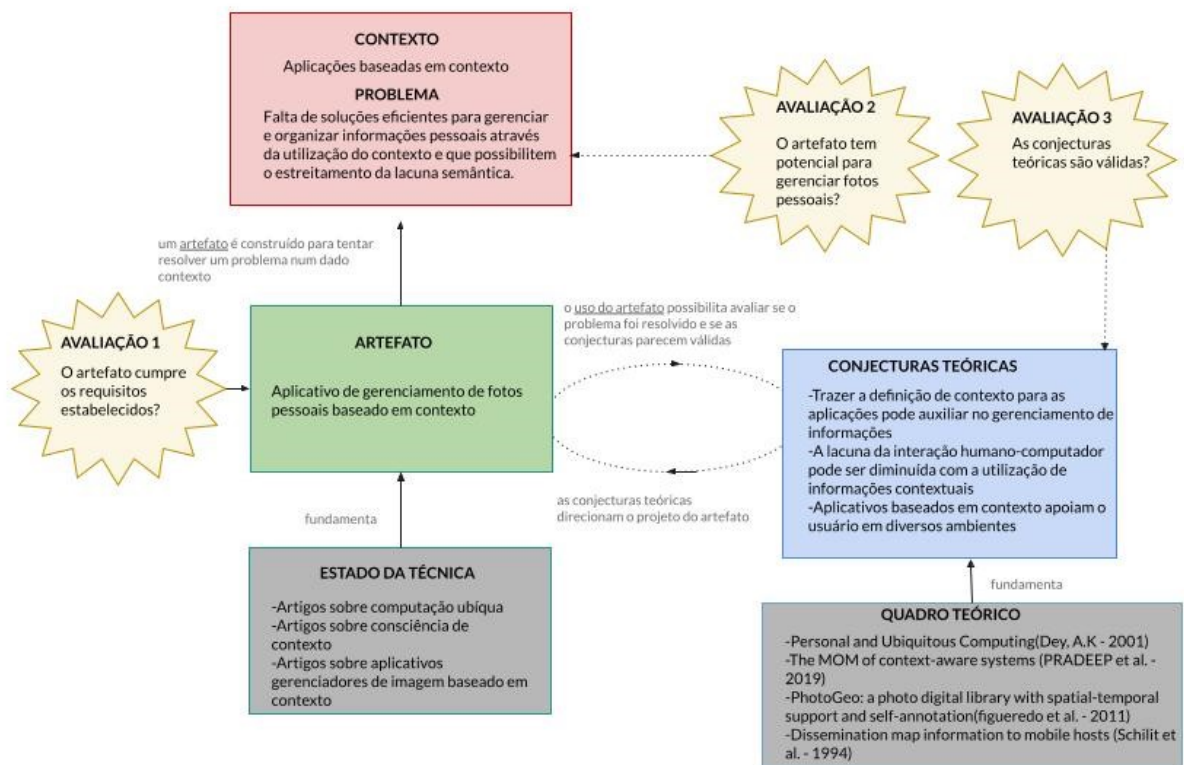 CONTEXTO
Aplicações baseadas em contexto
PROBLEMA
Falta de soluções eficientes para gerenciar
e organizar informações pessoais através
da utilização do contexto e que possibilitem
o estreitamento da lacuna semântica.
AVALIAÇÃO 2
O artefato tem
potencial para
gerenciar fotos
pessoais?
AVALIAÇÃO 3
As conjecturas
teóricas são válidas?
um artefato é construído para tentar
resolver um problema num dado
contexto
AVALIAÇÃO 1
O artefato cumpre
os requisitos
estabelecidos?
ARTEFATO
Aplicativo de gerenciamento de fotos
pessoais baseado em contexto
o uso do artefato possibilita avaliar se o
problema foi resolvido e se as
conjecturas parecem válidas
as conjecturas teóricas
direcionam o projeto do artefato
CONJECTURAS TEÓRICAS
-Trazer a definição de contexto para as
aplicações pode auxiliar no gerenciamento de
informações
-A lacuna da interação humano-computador
pode ser diminuída com a utilização de
informações contextuais
-Aplicativos baseados em contexto apoiam o
usuário em diversos ambientes
fundamenta
ESTADO DA TÉCNICA
-Artigos sobre computação ubíqua
-Artigos sobre consciência de
contexto
-Artigos sobre aplicativos
gerenciadores de imagem baseado em
contexto
fundamenta
QUADRO TEÓRICO
-Personal and Ubiquitous Computing(Dey, A.K - 2001)
-The MOM of context-aware systems (PRADEEP et al. -
2019)
-PhotoGeo: a photo digital library with spatial-temporal
support and self-annotation(figueredo et al. - 2011)
-Dissemination map information to mobile hosts (Schilit et
al. - 1994)